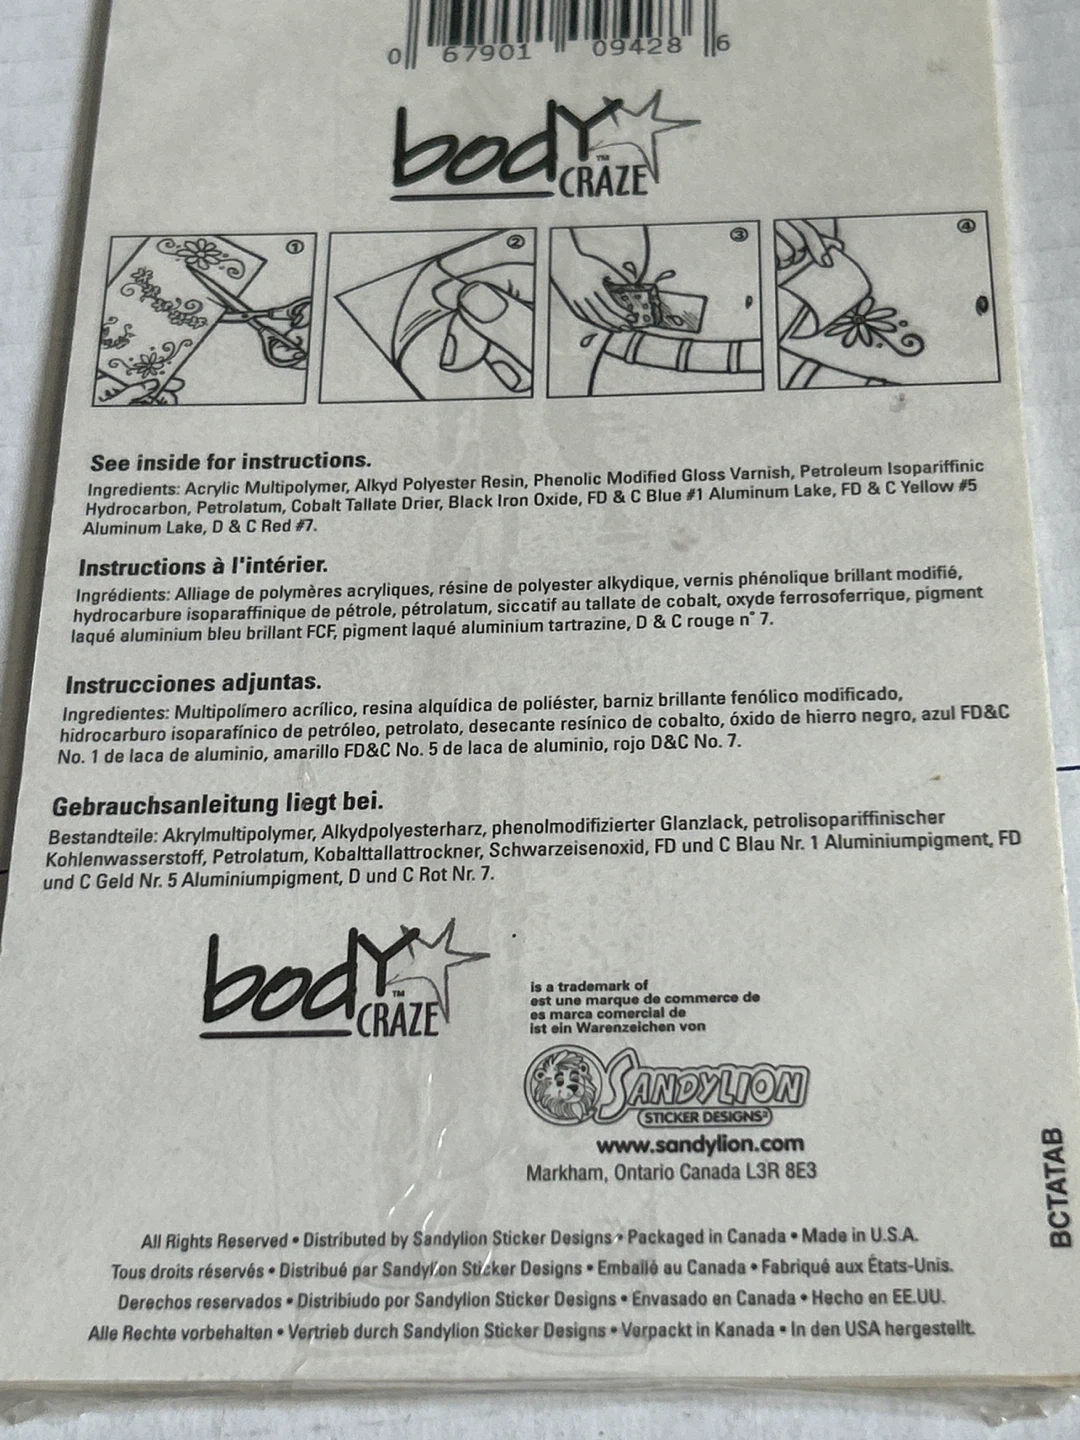 0 67901 09428 6
body CRAZE™
① ② ③ ④
See inside for instructions.
Ingredients: Acrylic Multipolymer, Alkyd Polyester Resin, Phenolic Modified Gloss Varnish, Petroleum Isopariffinic
Hydrocarbon, Petrolatum, Cobalt Tallate Drier, Black Iron Oxide, FD & C Blue #1 Aluminum Lake, FD & C Yellow #5
Aluminum Lake, D & C Red #7.
Instructions à l'intérier.
Ingrédients: Alliage de polymères acryliques, résine de polyester alkydique, vernis phénolique brillant modifié,
hydrocarbure isoparaffinique de pétrole, pétrolatum, siccatif au tallate de cobalt, oxyde ferrosoferrique, pigment
laqué aluminium bleu brillant FCF, pigment laqué aluminium tartrazine, D & C rouge n° 7.
Instrucciones adjuntas.
Ingredientes: Multipolímero acrílico, resina alquídica de poliéster, barniz brillante fenólico modificado,
hidrocarburo isoparafínico de petróleo, petrolato, desecante resínico de cobalto, óxido de hierro negro, azul FD&C
No. 1 de laca de aluminio, amarillo FD&C No. 5 de laca de aluminio, rojo D&C No. 7.
Gebrauchsanleitung liegt bei.
Bestandteile: Akrylmultipolymer, Alkydpolyesterharz, phenolmodifizierter Glanzlack, petrolisopariffinischer
Kohlenwasserstoff, Petrolatum, Kobalttallattrockner, Schwarzeisenoxid, FD und C Blau Nr. 1 Aluminiumpigment, FD
und C Geld Nr. 5 Aluminiumpigment, D und C Rot Nr. 7.
body CRAZE™
is a trademark of
est une marque de commerce de
es marca comercial de
ist ein Warenzeichen von
SANDYLION
STICKER DESIGNS®
www.sandylion.com
Markham, Ontario Canada L3R 8E3
BCTATAB
All Rights Reserved • Distributed by Sandylion Sticker Designs • Packaged in Canada • Made in U.S.A.
Tous droits réservés • Distribué par Sandylion Sticker Designs • Emballé au Canada • Fabriqué aux États-Unis.
Derechos reservados • Distribiudo por Sandylion Sticker Designs • Envasado en Canada • Hecho en EE.UU.
Alle Rechte vorbehalten • Vertrieb durch Sandylion Sticker Designs • Verpackt in Kanada • In den USA hergestellt.